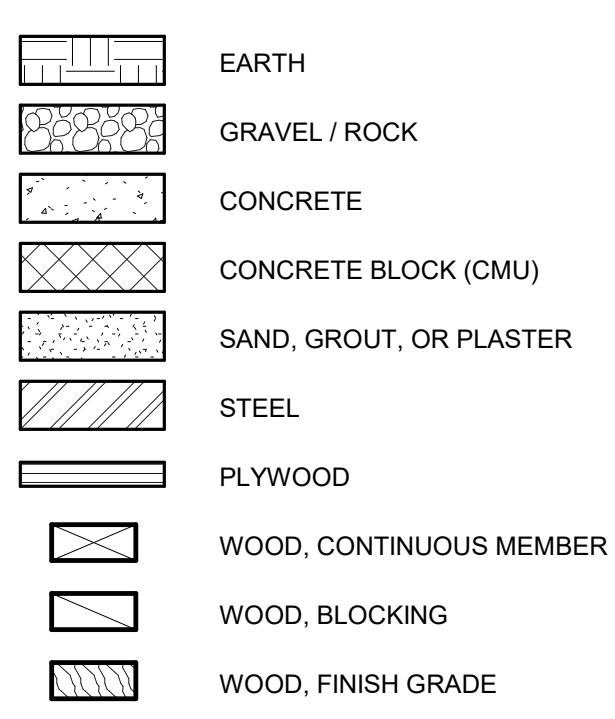 EARTH
GRAVEL / ROCK
CONCRETE
CONCRETE BLOCK (CMU)
SAND, GROUT, OR PLASTER
STEEL
PLYWOOD
WOOD, CONTINUOUS MEMBER
WOOD, BLOCKING
WOOD, FINISH GRADE